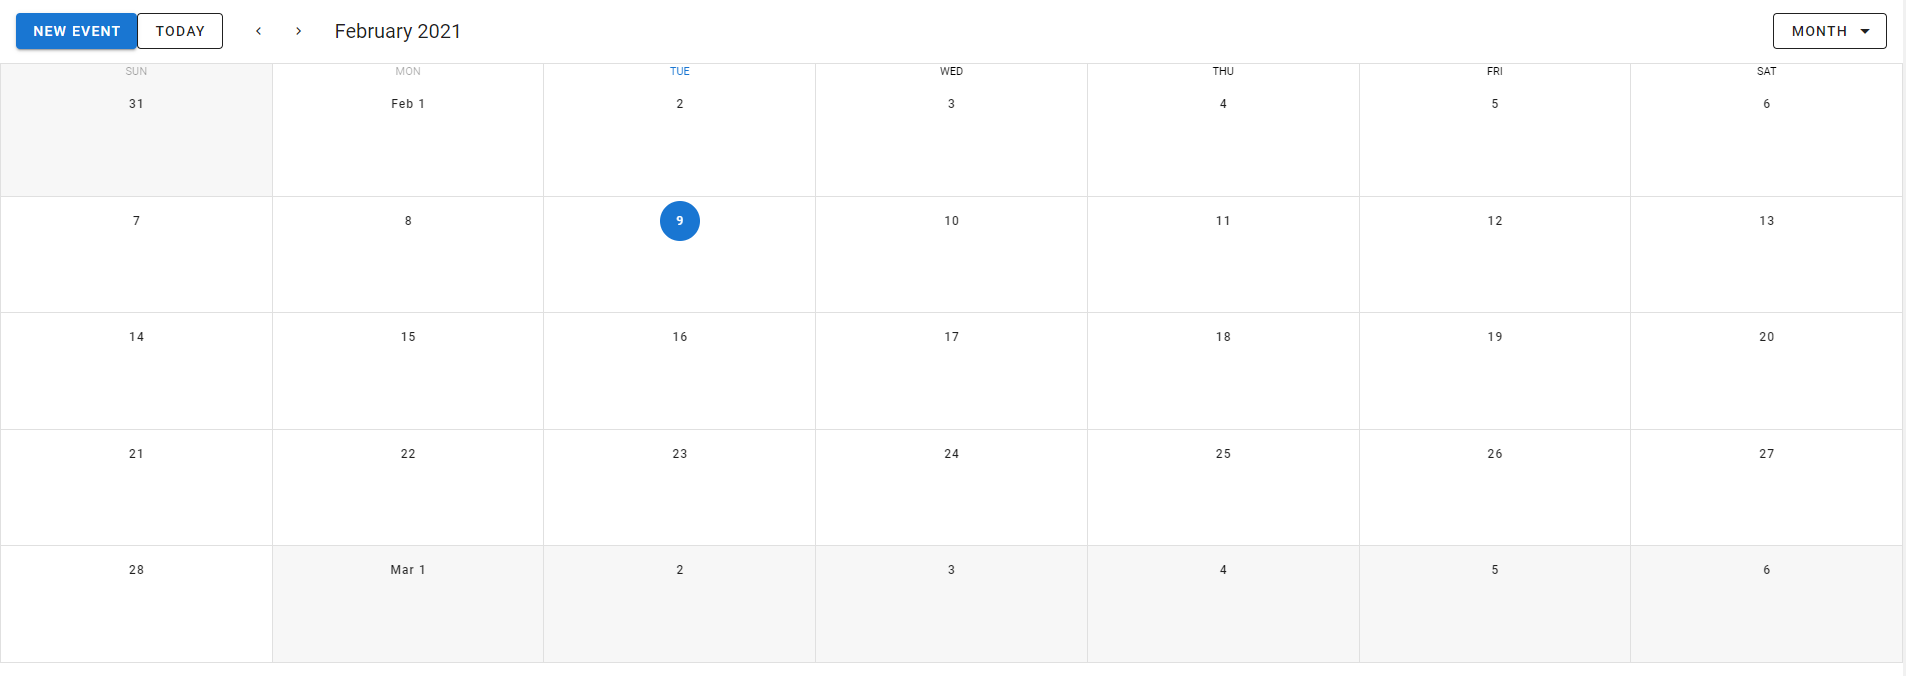 NEW EVENT TODAY ‹ › February 2021 MONTH
SUN MON TUE WED THU FRI SAT
31 Feb 1 2 3 4 5 6
7 8 9 10 11 12 13
14 15 16 17 18 19 20
21 22 23 24 25 26 27
28 Mar 1 2 3 4 5 6